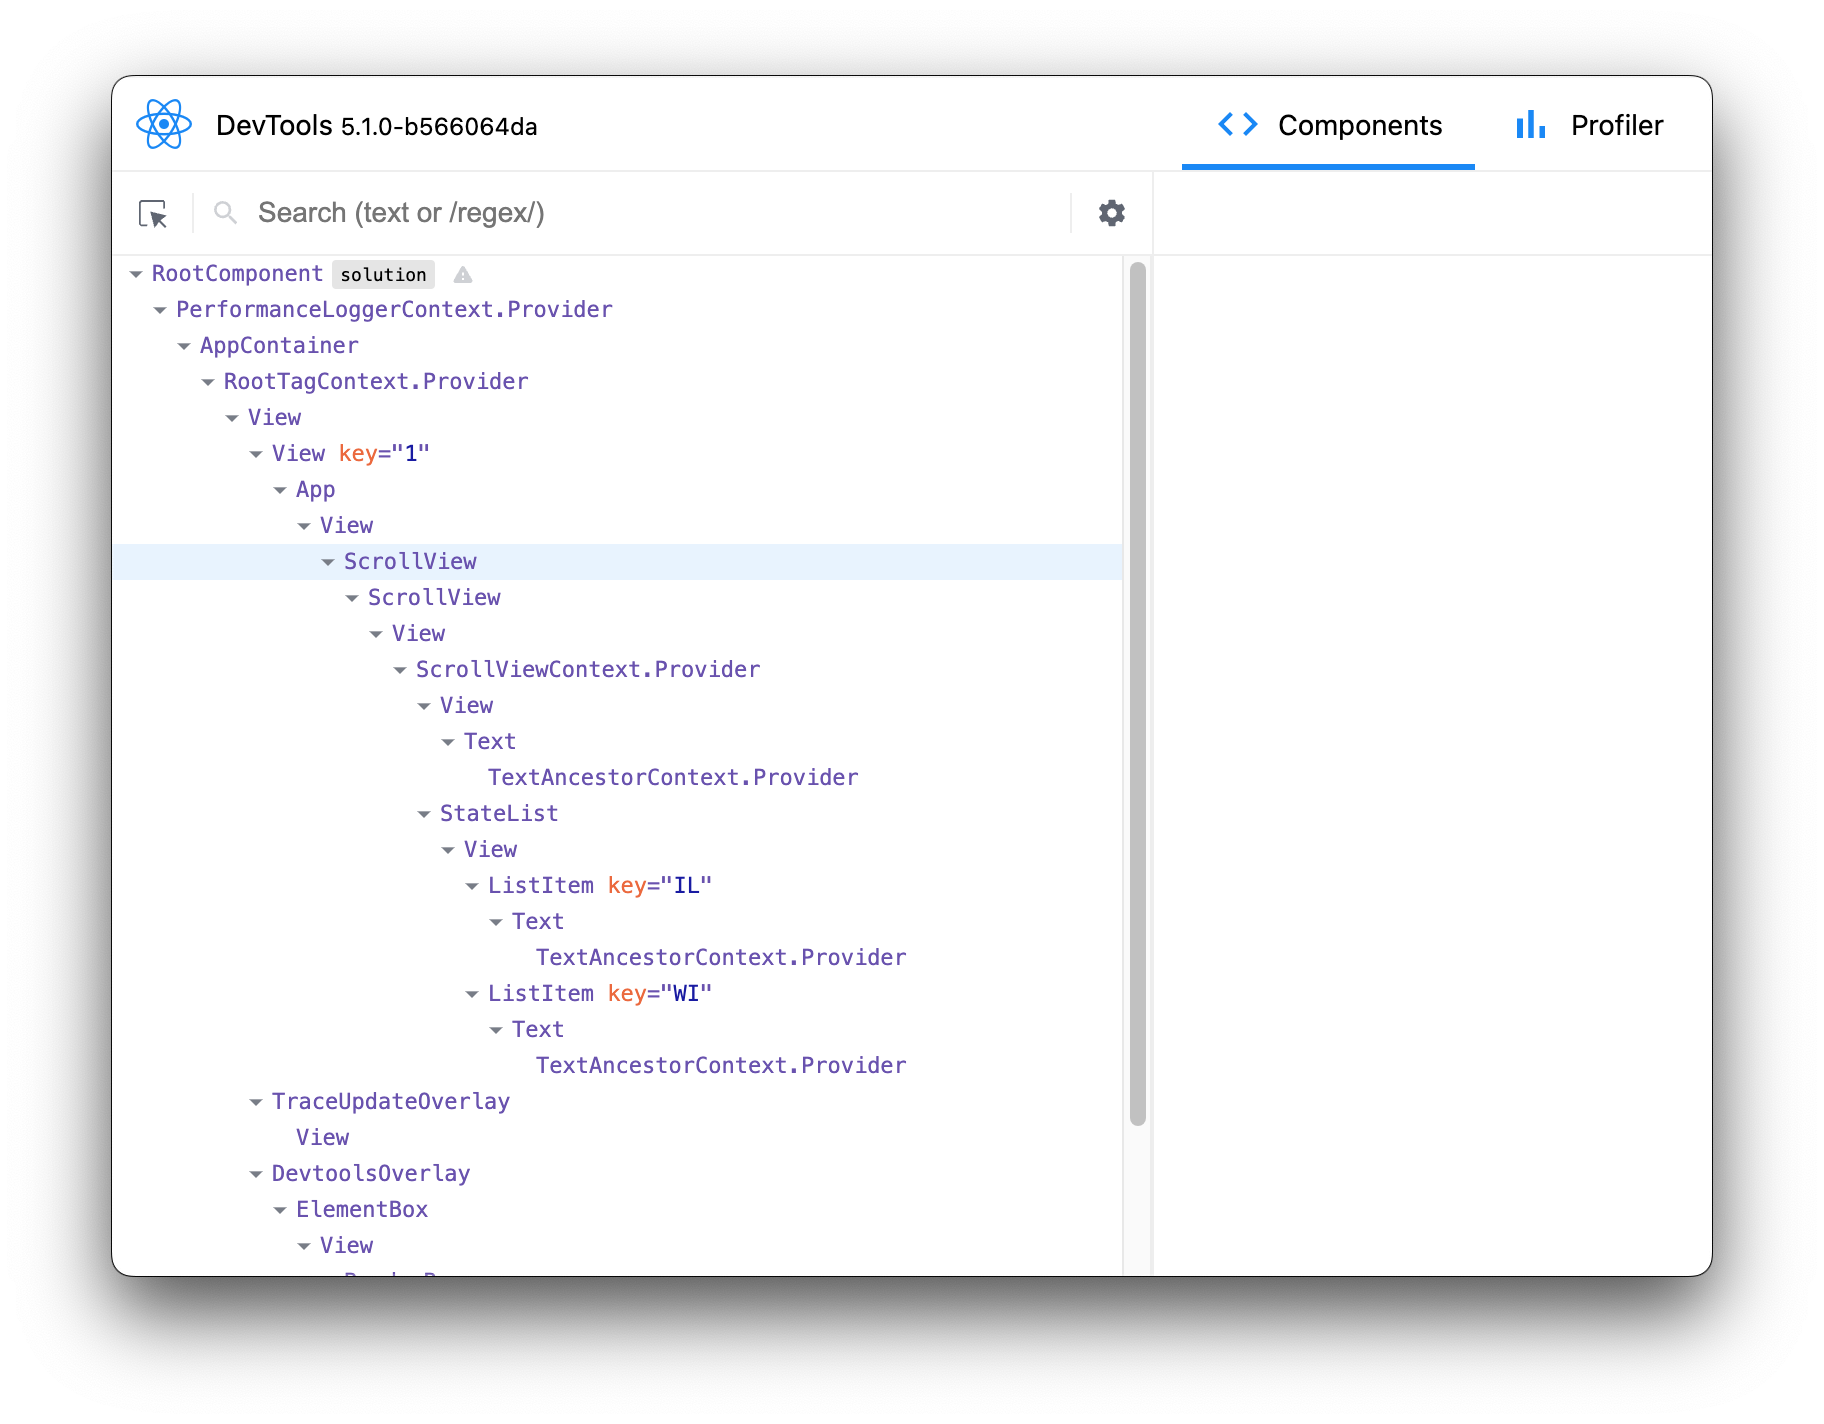 DevTools 5.1.0-b566064da
Components
Profiler
Search (text or /regex/)
RootComponent solution
PerformanceLoggerContext.Provider
AppContainer
RootTagContext.Provider
View
View key="1"
App
View
ScrollView
ScrollView
View
ScrollViewContext.Provider
View
Text
TextAncestorContext.Provider
StateList
View
ListItem key="IL"
Text
TextAncestorContext.Provider
ListItem key="WI"
Text
TextAncestorContext.Provider
TraceUpdateOverlay
View
DevtoolsOverlay
ElementBox
View